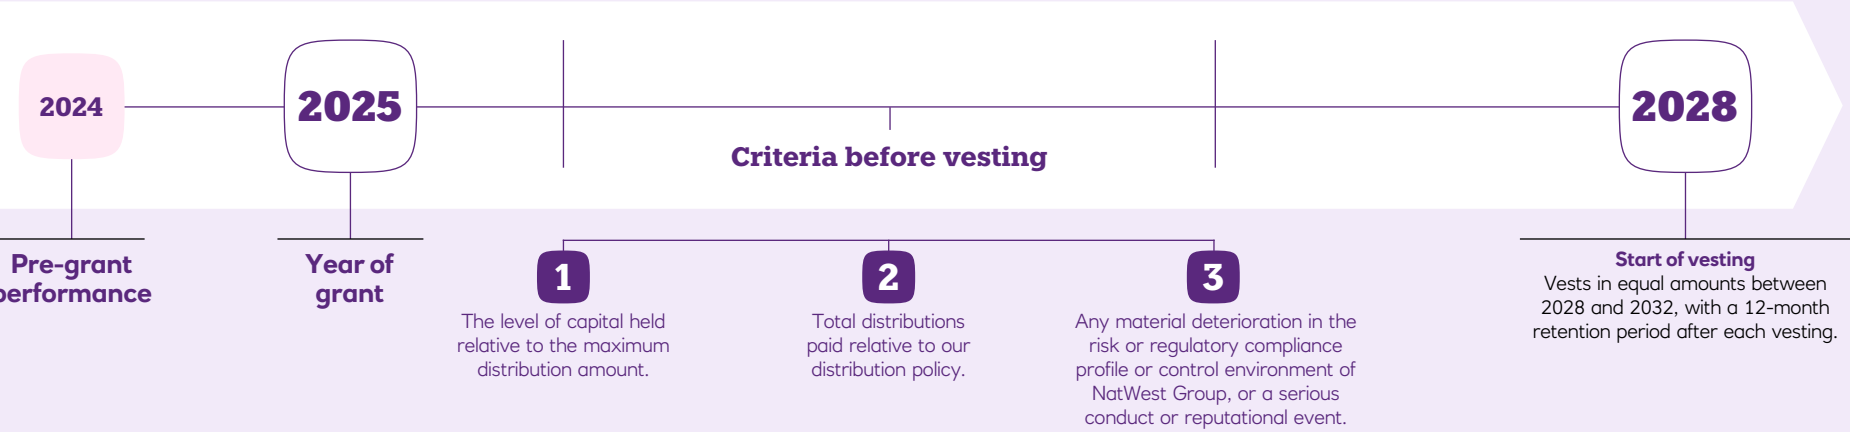 2024
2025
2028
Criteria before vesting
Pre-grant
performance
Year of
grant
1
The level of capital held
relative to the maximum
distribution amount.
2
Total distributions
paid relative to our
distribution policy.
3
Any material deterioration in the
risk or regulatory compliance
profile or control environment of
NatWest Group, or a serious
conduct or reputational event.
Start of vesting
Vests in equal amounts between
2028 and 2032, with a 12-month
retention period after each vesting.